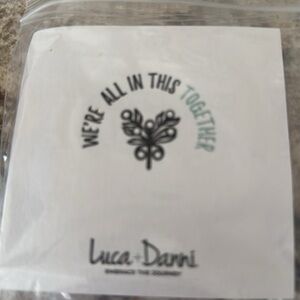 WE'RE ALL IN THIS TOGETHER
Luca+Danni
EMBRACE THE JOURNEY